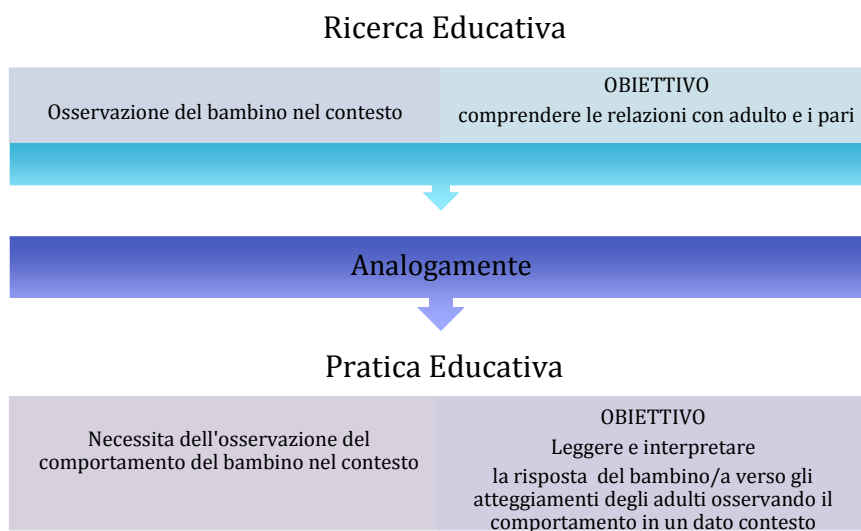 Ricerca Educativa
Osservazione del bambino nel contesto
OBIETTIVO
comprendere le relazioni con adulto e i pari
Analogamente
Pratica Educativa
Necessita dell'osservazione del
comportamento del bambino nel contesto
OBIETTIVO
Leggere e interpretare
la risposta del bambino/a verso gli
atteggiamenti degli adulti osservando il
comportamento in un dato contesto